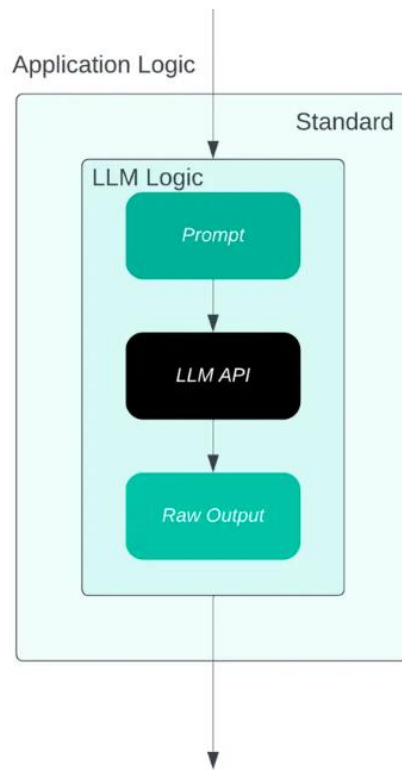 Application Logic
Standard
LLM Logic
Prompt
LLM API
Raw Output